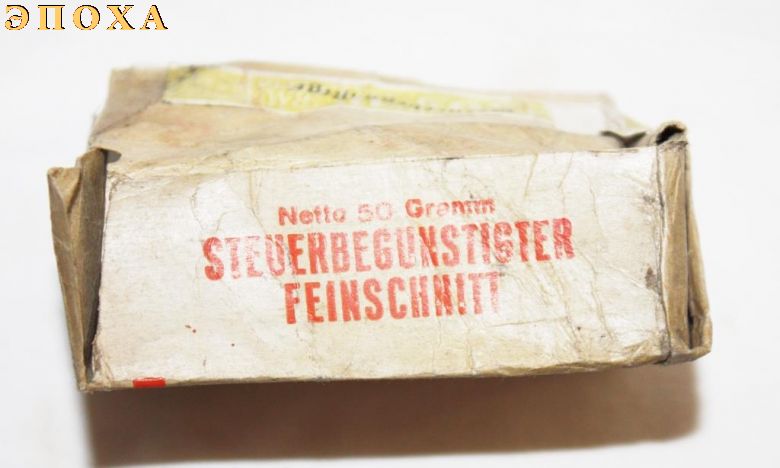 ЭПОХА
Netto 50 Gramm
STEUERBEGUNSTIGTER
FEINSCHNITT